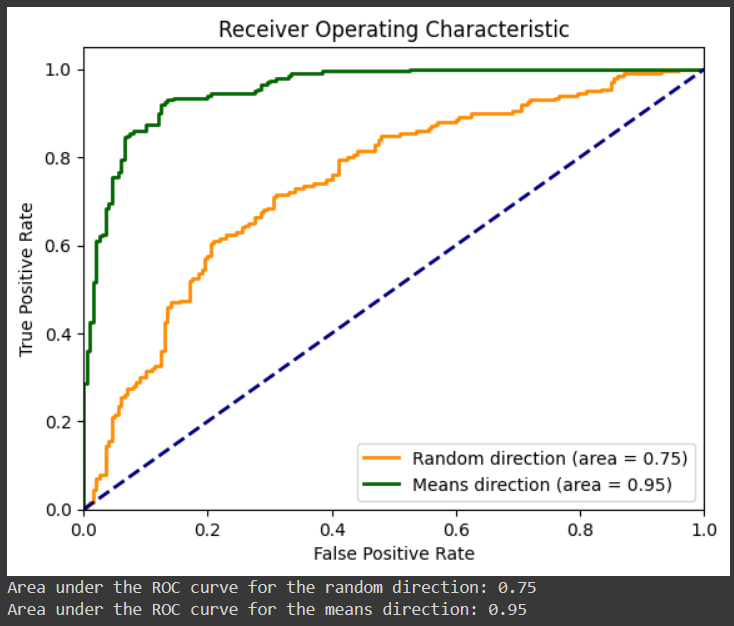 Receiver Operating Characteristic
1.0
0.8
0.6
0.4
0.2
0.0
True Positive Rate
Random direction (area = 0.75)
Means direction (area = 0.95)
0.0 0.2 0.4 0.6 0.8 1.0
False Positive Rate
Area under the ROC curve for the random direction: 0.75
Area under the ROC curve for the means direction: 0.95